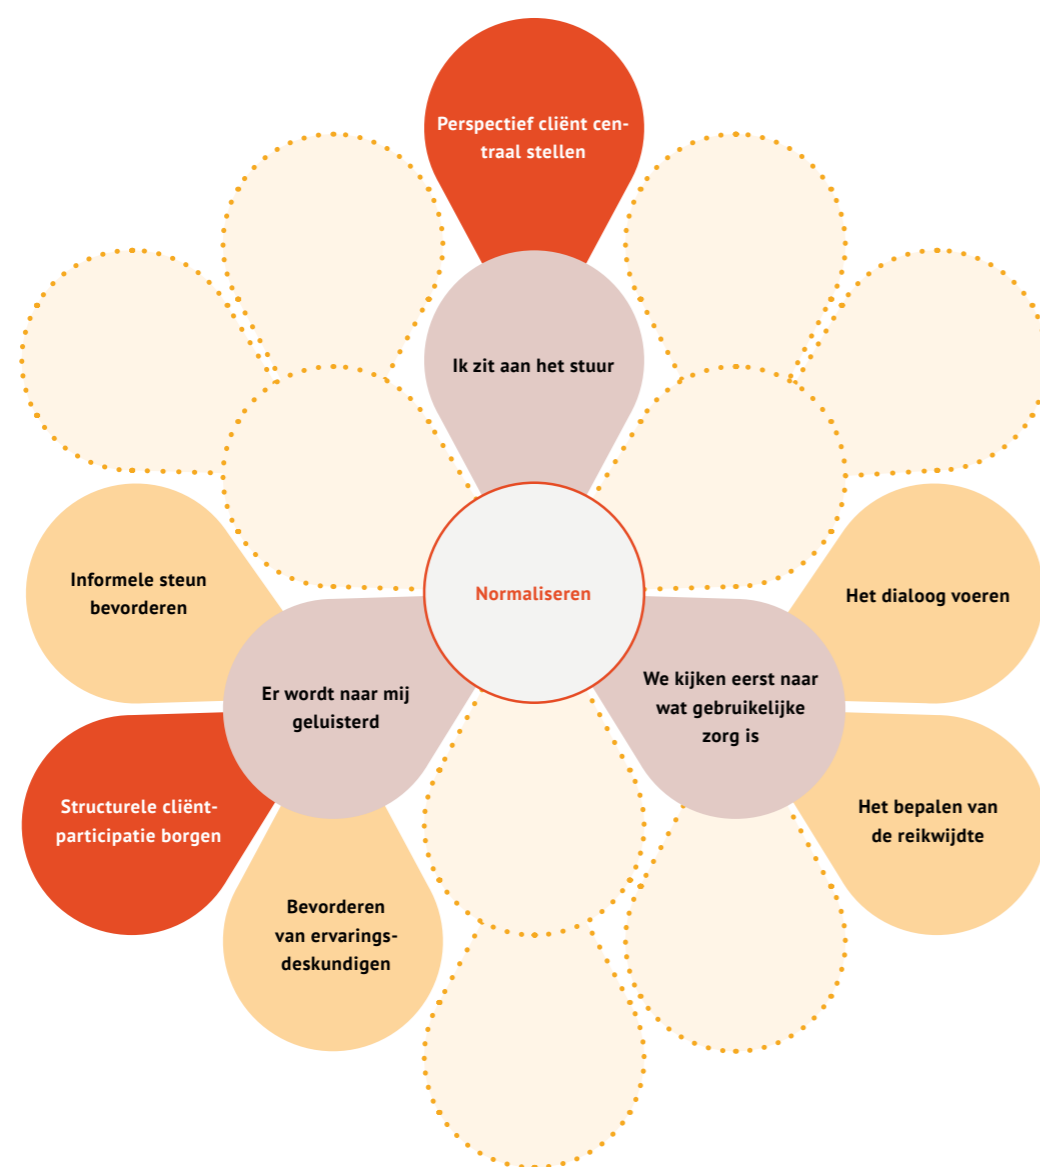 Perspectief cliënt cen-
traal stellen
Ik zit aan het stuur
Normaliseren
Informele steun
bevorderen
Het dialoog voeren
Er wordt naar mij
geluisterd
We kijken eerst naar
wat gebruikelijke
zorg is
Structurele cliënt-
participatie borgen
Het bepalen van
de reikwijdte
Bevorderen
van ervarings-
deskundigen